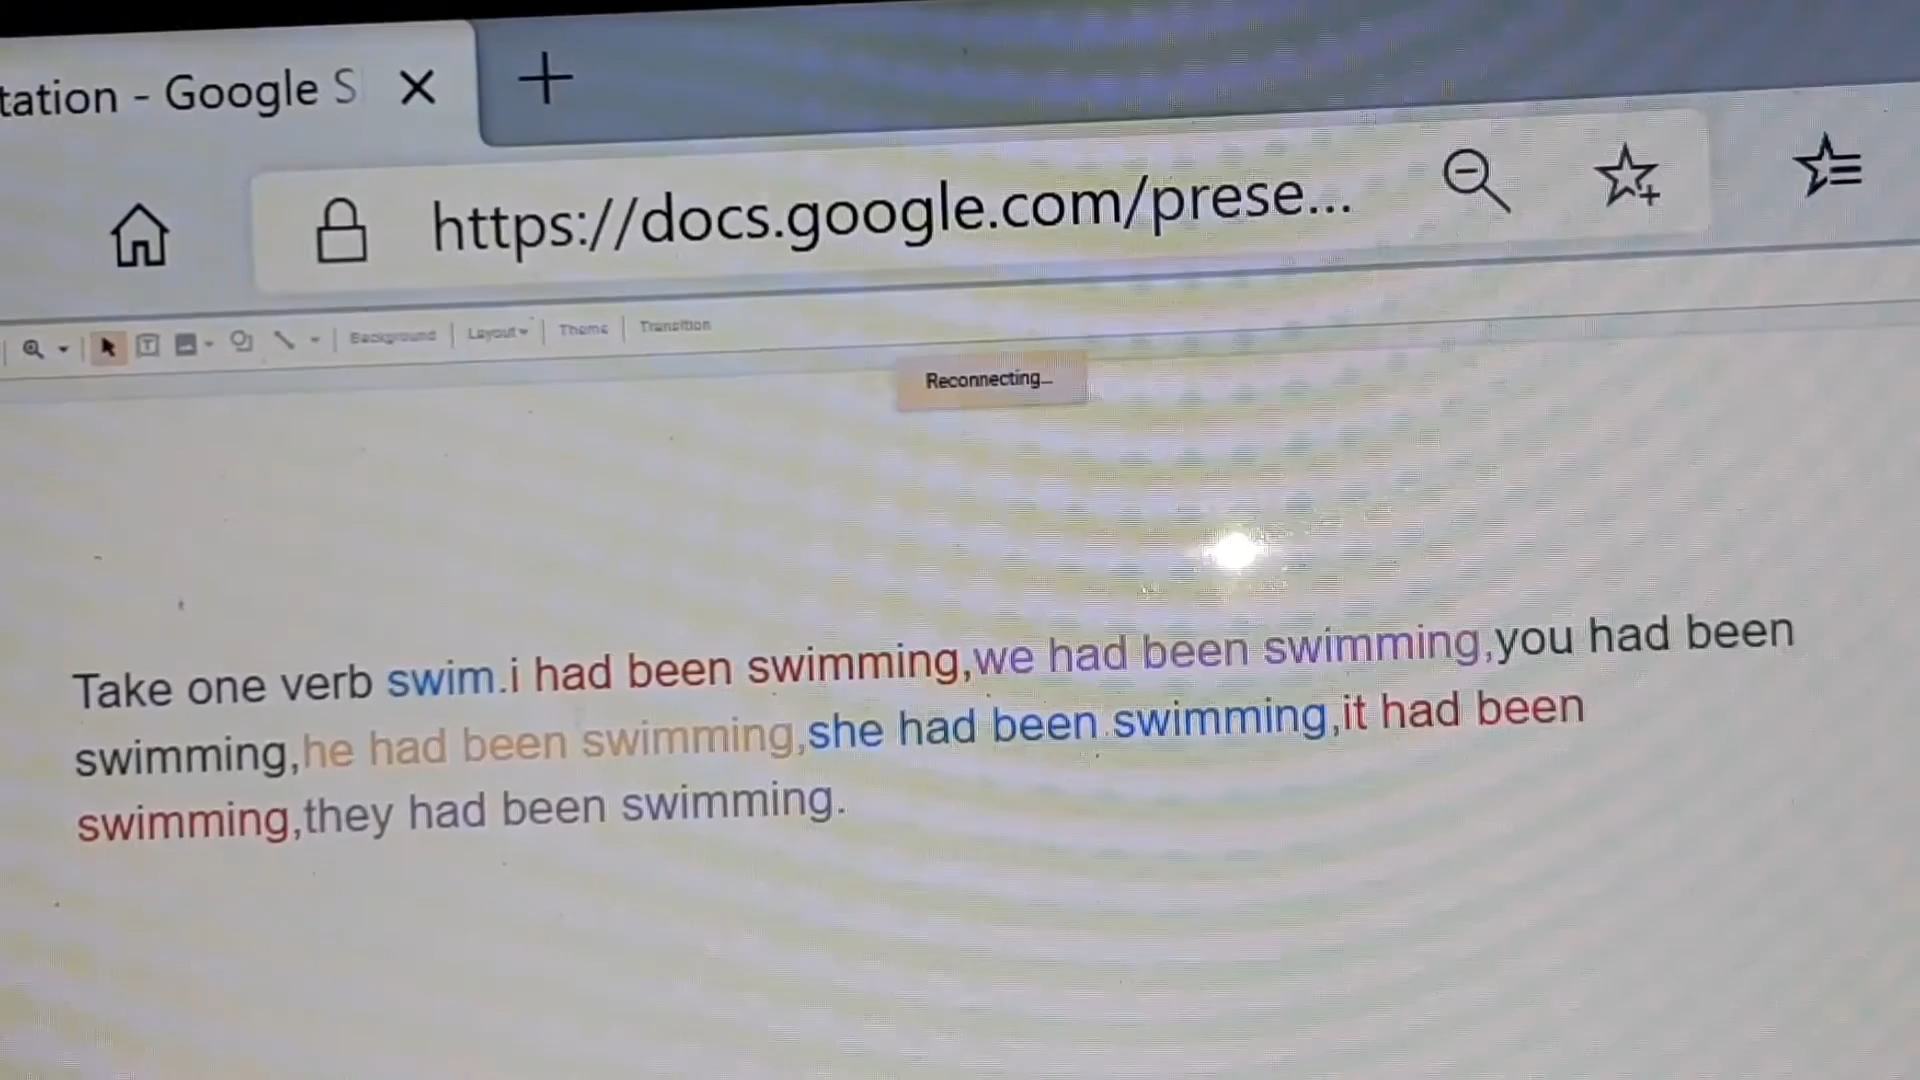 tation - Google S
https://docs.google.com/prese...
Background Layout Theme Transition
Reconnecting...
Take one verb swim.i had been swimming,we had been swimming,you had been
swimming,he had been swimming,she had been swimming,it had been
swimming,they had been swimming.